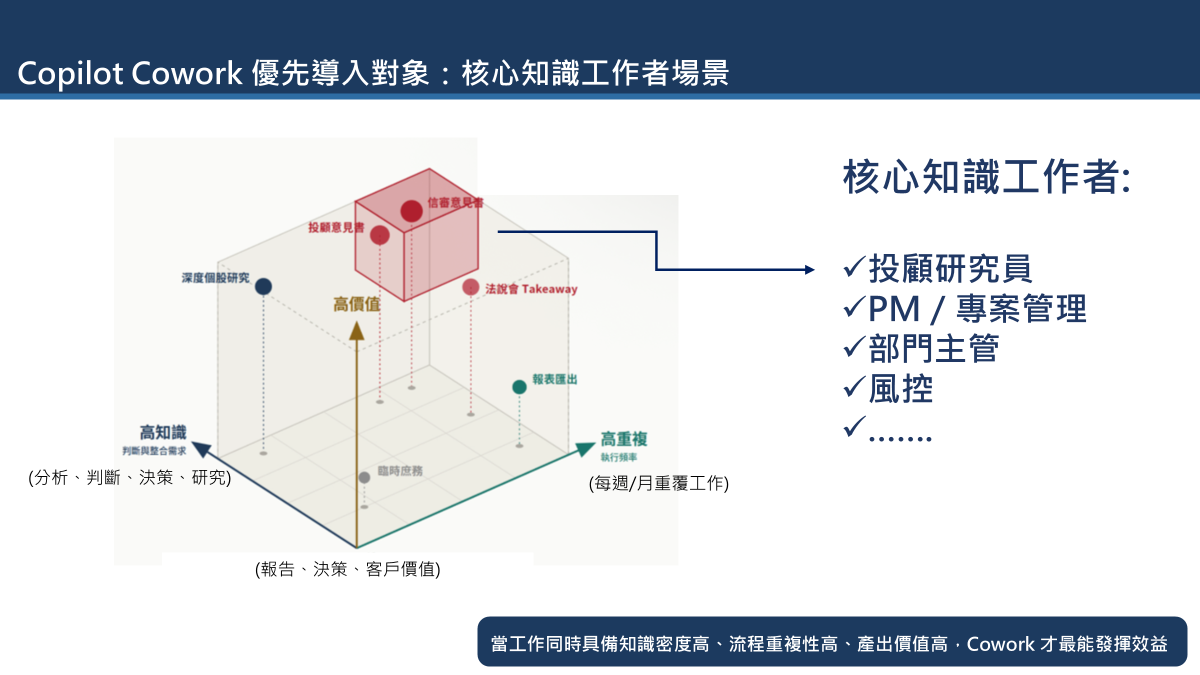 Copilot Cowork 優先導入對象：核心知識工作者場景
信審意見書
投顧意見書
深度個股研究
法說會 Takeaway
高價值
報表匯出
高知識
判斷與整合需求
高重複
執行頻率
臨時庶務
(分析、判斷、決策、研究)
(每週/月重覆工作)
(報告、決策、客戶價值)
核心知識工作者:
✓投顧研究員
✓PM / 專案管理
✓部門主管
✓風控
✓.......
當工作同時具備知識密度高、流程重複性高、產出價值高，Cowork 才最能發揮效益